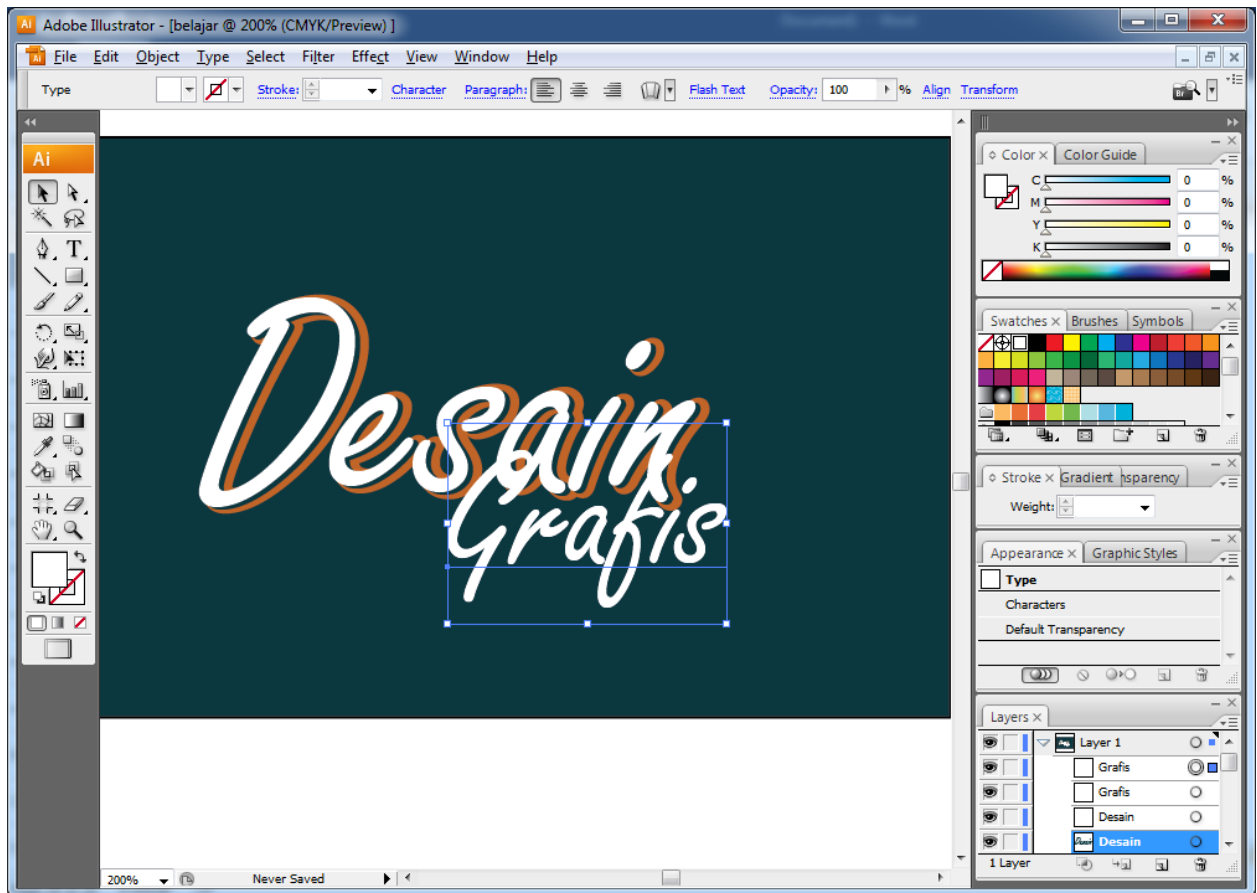 Adobe Illustrator - [belajar @ 200% (CMYK/Preview) ]
File Edit Object Type Select Filter Effect View Window Help
Type Stroke: Character Paragraph: Flash Text Opacity: 100 % Align Transform
Ai
Color × Color Guide
C 0 %
M 0 %
Y 0 %
K 0 %
Swatches × Brushes Symbols
Stroke × Gradient nsparency
Weight:
Appearance × Graphic Styles
Type
Characters
Default Transparency
Layers ×
Layer 1
Grafis
Grafis
Desain
Desain
1 Layer
Desain
Grafis
200% Never Saved